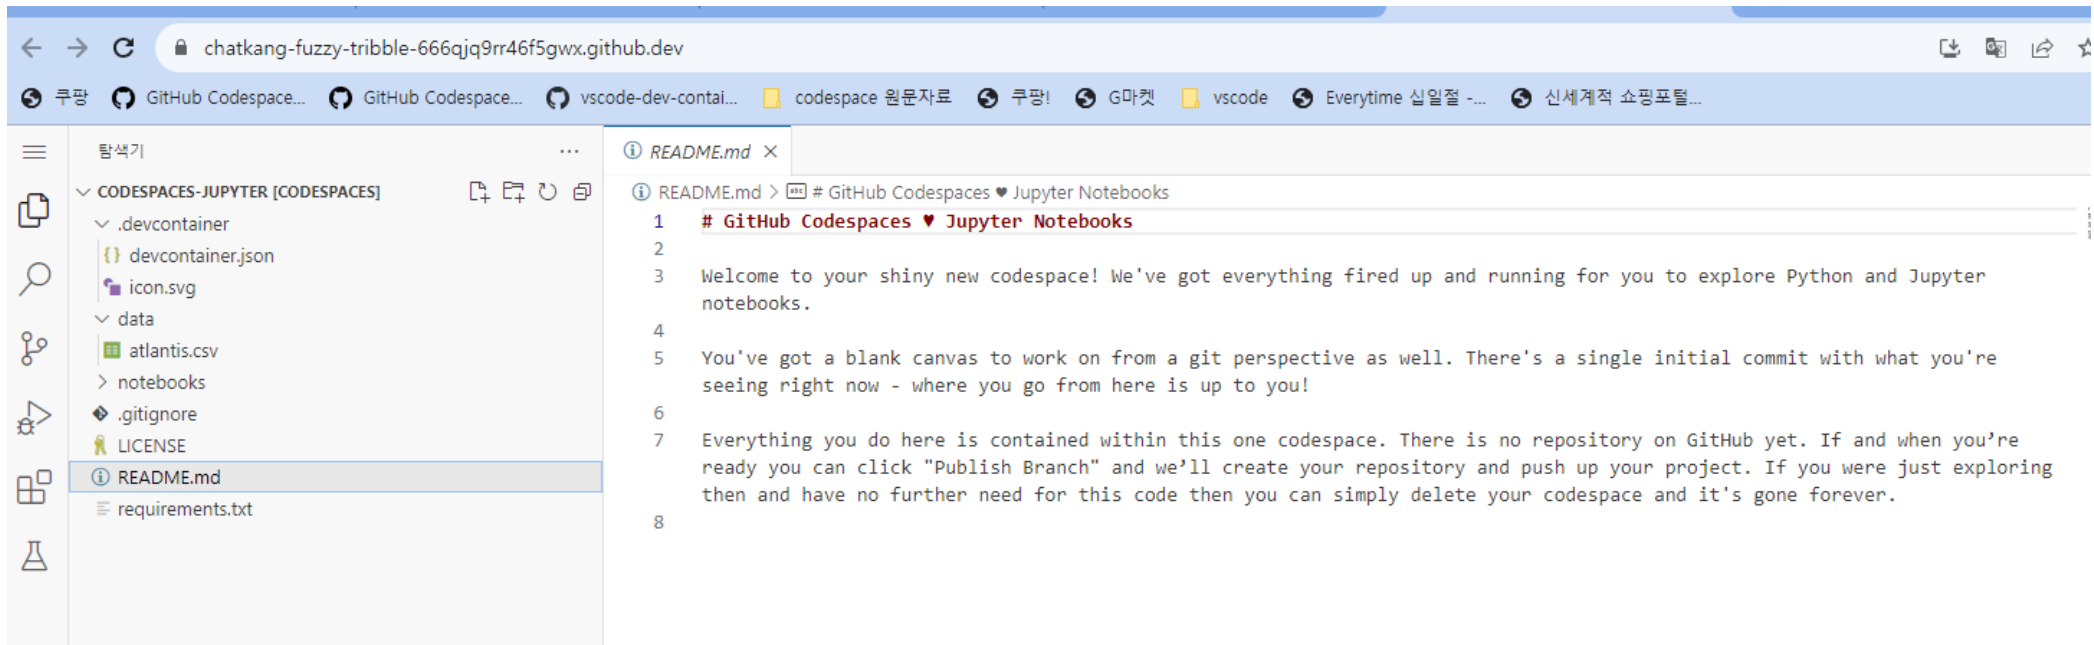 chatkang-fuzzy-tribble-666qjq9rr46f5gwx.github.dev
쿠팡 GitHub Codespace... GitHub Codespace... vscode-dev-contai... codespace 원문자료 쿠팡! G마켓 vscode Everytime 십일절 -... 신세계적 쇼핑포털...
탐색기 ...
CODESPACES-JUPYTER [CODESPACES]
.devcontainer
devcontainer.json
icon.svg
data
atlantis.csv
notebooks
.gitignore
LICENSE
README.md
requirements.txt
README.md ×
README.md > # GitHub Codespaces ♥ Jupyter Notebooks
1 # GitHub Codespaces ♥ Jupyter Notebooks
2
3 Welcome to your shiny new codespace! We've got everything fired up and running for you to explore Python and Jupyter
notebooks.
4
5 You've got a blank canvas to work on from a git perspective as well. There's a single initial commit with what you're
seeing right now - where you go from here is up to you!
6
7 Everything you do here is contained within this one codespace. There is no repository on GitHub yet. If and when you’re
ready you can click "Publish Branch" and we’ll create your repository and push up your project. If you were just exploring
then and have no further need for this code then you can simply delete your codespace and it's gone forever.
8